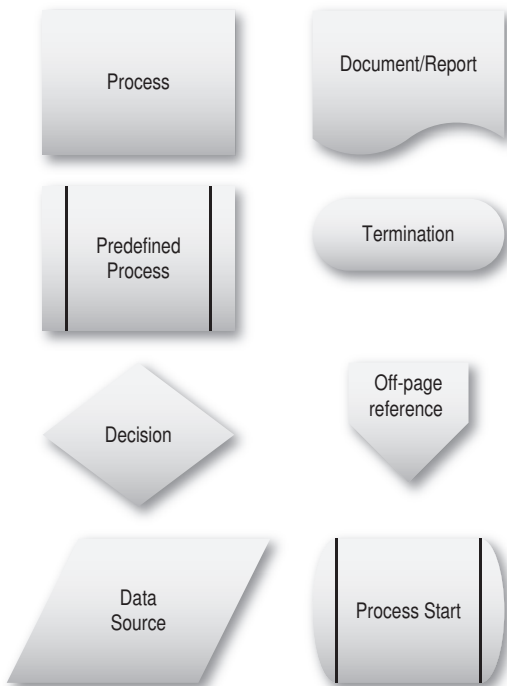 Process
Document/Report
Predefined
Process
Termination
Decision
Off-page
reference
Data
Source
Process Start